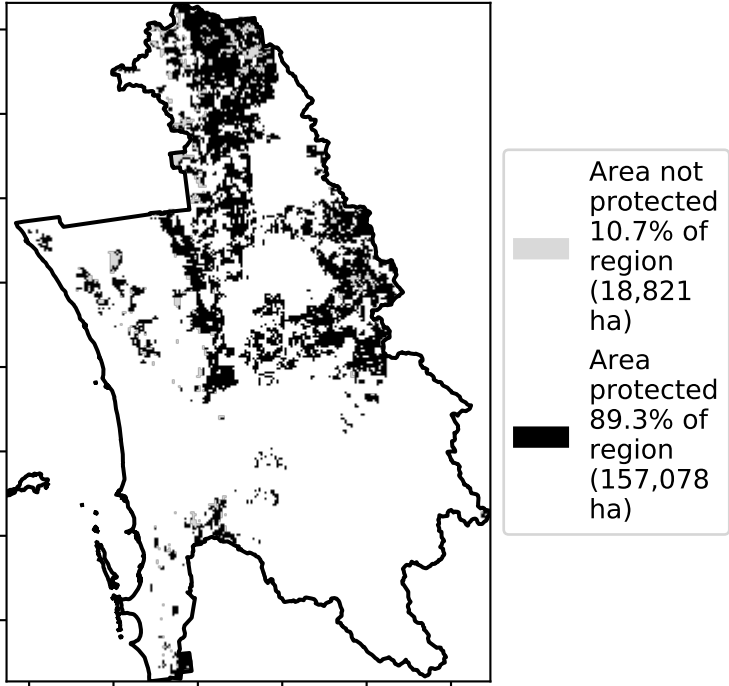 Area not
protected
10.7% of
region
(18,821
ha)
Area
protected
89.3% of
region
(157,078
ha)